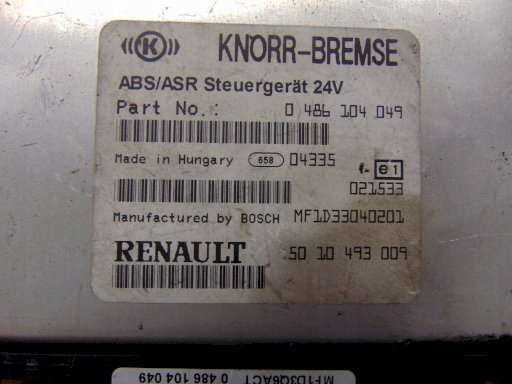 ((K)) KNORR-BREMSE
ABS/ASR Steuergerät 24V
Part No.: 0 486 104 049
Made in Hungary 658 04335 e1
021533
Manufactured by BOSCH MF1D33040201
RENAULT 50 10 493 009
MF1D3Q6ACT 0 486 104 049